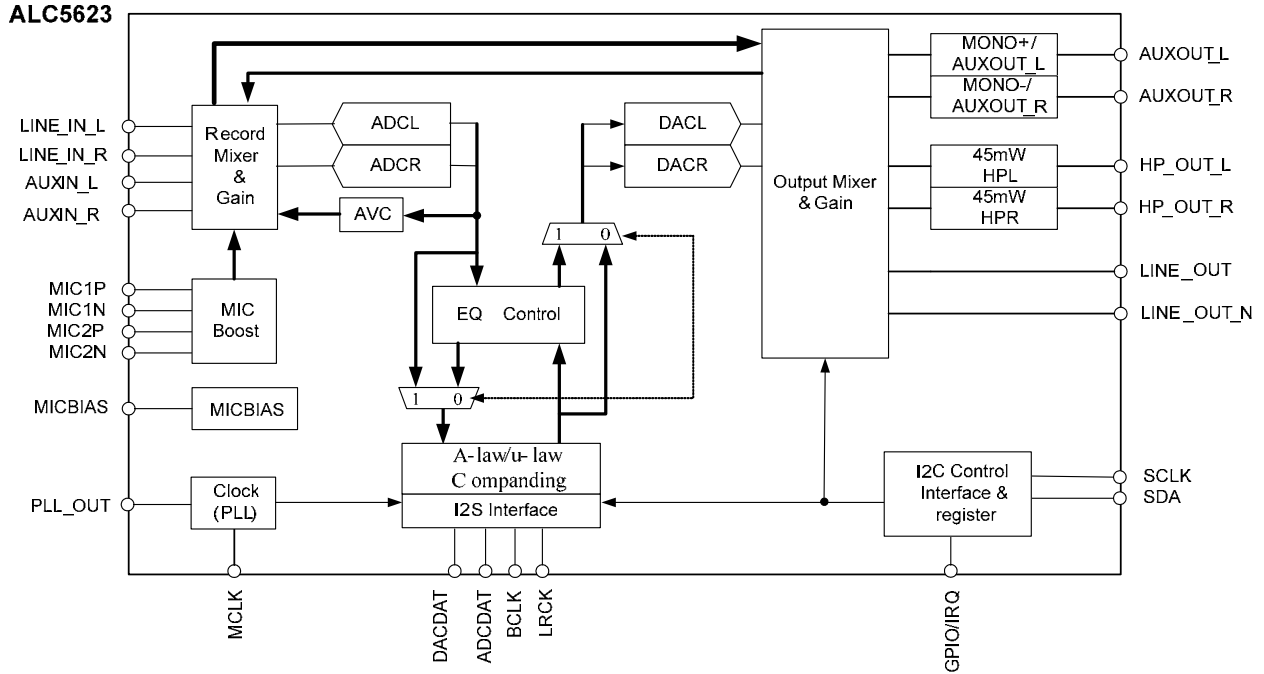 ALC5623
MONO+/
AUXOUT_L
AUXOUT_L
MONO-/
AUXOUT_R
AUXOUT_R
LINE_IN_L
LINE_IN_R
AUXIN_L
AUXIN_R
Record
Mixer
&
Gain
ADCL
ADCR
AVC
DACL
DACR
Output Mixer
& Gain
45mW
HPL
HP_OUT_L
45mW
HPR
HP_OUT_R
1 0
LINE_OUT
LINE_OUT_N
MIC1P
MIC1N
MIC2P
MIC2N
MIC
Boost
EQ Control
1 0
MICBIAS
MICBIAS
A-law/u- law
C ompanding
I2S Interface
PLL_OUT
Clock
(PLL)
I2C Control
Interface &
register
SCLK
SDA
MCLK
DACDAT
ADCDAT
BCLK
LRCK
GPIO/IRQ